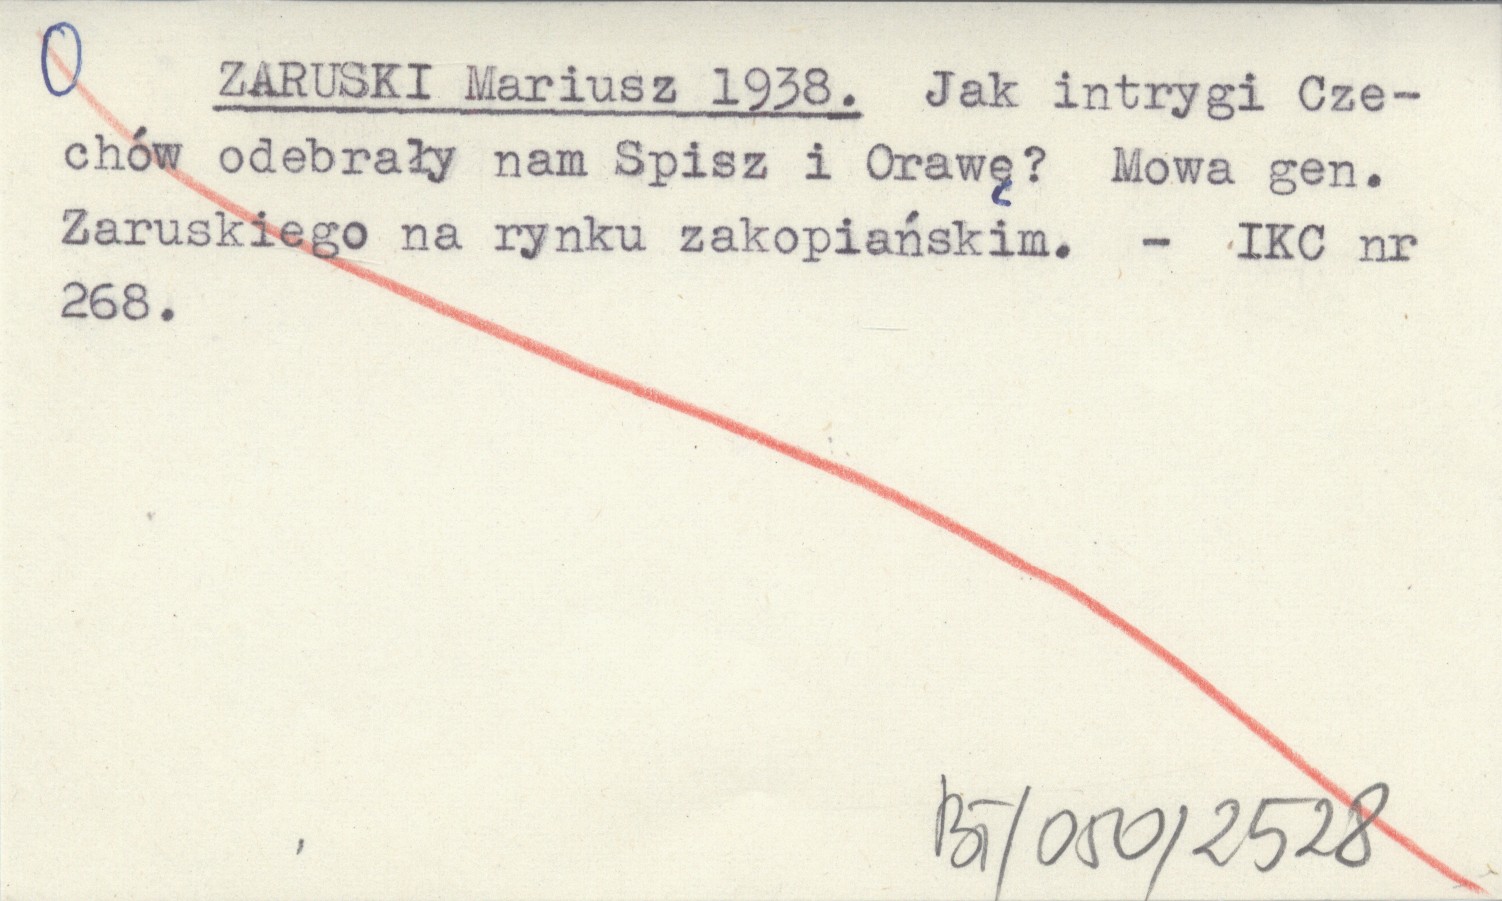 0
ZARUSKI Mariusz 1938. Jak intrygi Cze-
chów odebrały nam Spisz i Orawę? Mowa gen.
Zaruskiego na rynku zakopiańskim. - IKC nr
268.
BT/050/2528